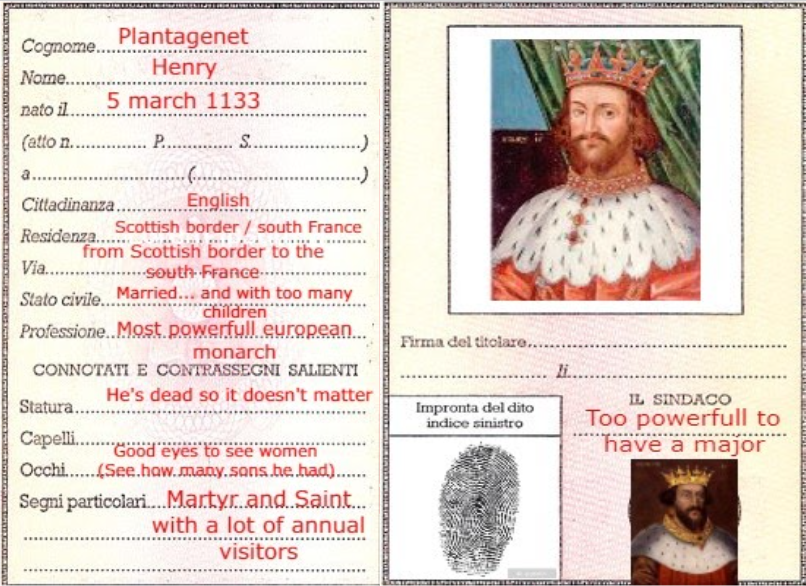 Cognome Plantagenet
Nome Henry
nato il 5 march 1133
(atto n. P. S. )
a ( )
Cittadinanza English
Residenza Scottish border / south France
Via from Scottish border to the
south France
Stato civile Married... and with too many
children
Professione Most powerfull european
monarch
CONNOTATI E CONTRASSEGNI SALIENTI
Statura He's dead so it doesn't matter
Capelli
Good eyes to see women
Occhi (See how many sons he had)
Segni particolari Martyr and Saint
with a lot of annual
visitors
Firma del titolare
li
Impronta del dito
indice sinistro
IL SINDACO
Too powerfull to
have a major